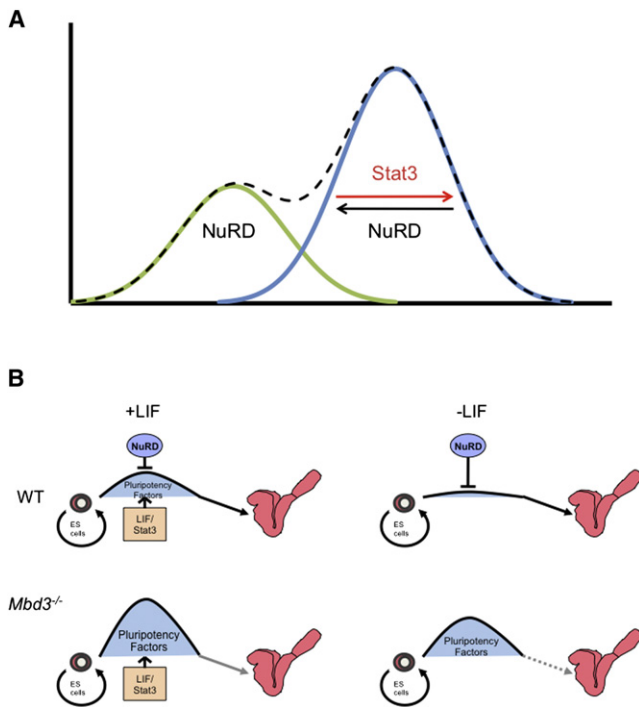 A
Stat3
NuRD
NuRD
B
+LIF
-LIF
NuRD
NuRD
WT
Pluripotency
Factors
ES
cells
LIF/
Stat3
ES
cells
Mbd3-/-
Pluripotency
Factors
ES
cells
LIF/
Stat3
Pluripotency
Factors
ES
cells